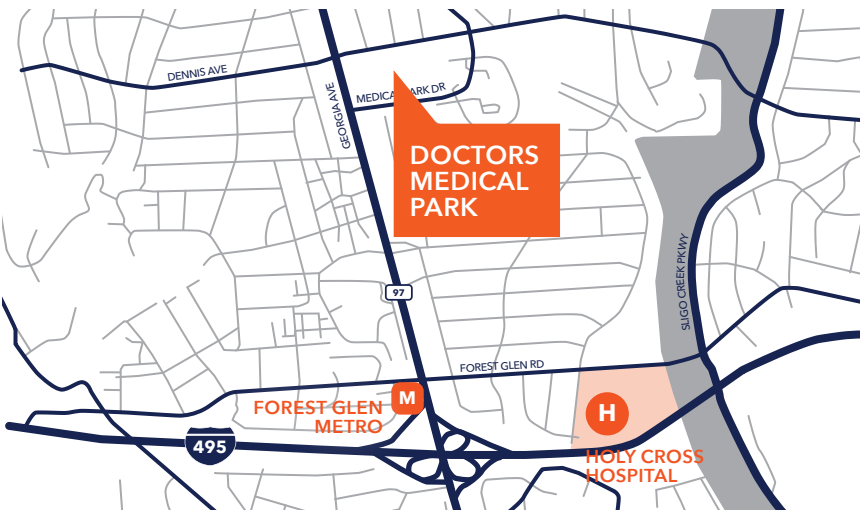 DENNIS AVE
GEORGIA AVE
MEDICAL PARK DR
DOCTORS
MEDICAL
PARK
SLIGO CREEK PKWY
97
FOREST GLEN RD
M
FOREST GLEN
METRO
H
495
HOLY CROSS
HOSPITAL